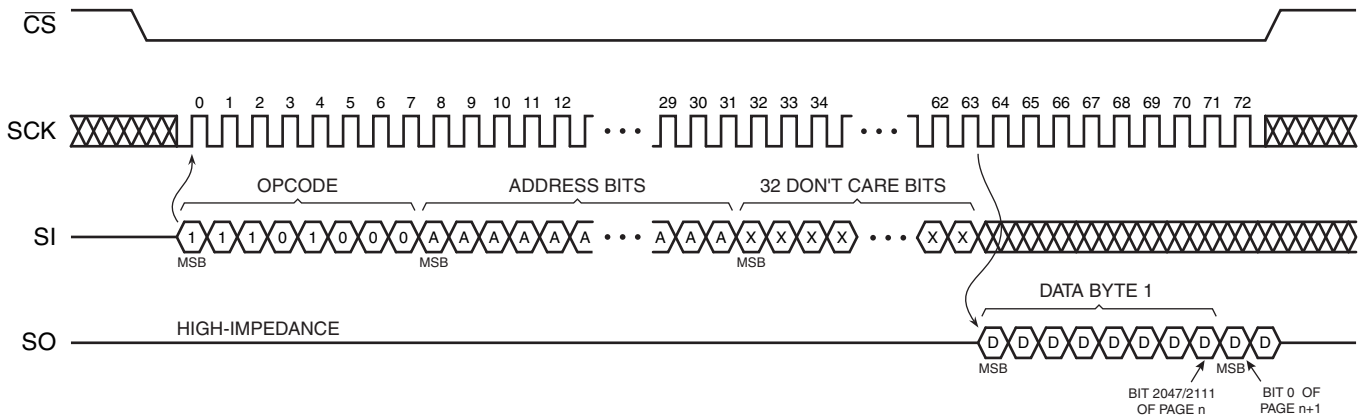 CS
0 1 2 3 4 5 6 7 8 9 10 11 12 29 30 31 32 33 34 62 63 64 65 66 67 68 69 70 71 72
SCK
OPCODE ADDRESS BITS 32 DON'T CARE BITS
SI 1 1 1 0 1 0 0 0 A A A A A A A A A X X X X X X
MSB MSB MSB
DATA BYTE 1
HIGH-IMPEDANCE
SO D D D D D D D D D D
MSB MSB
BIT 2047/2111
OF PAGE n
BIT 0 OF
PAGE n+1